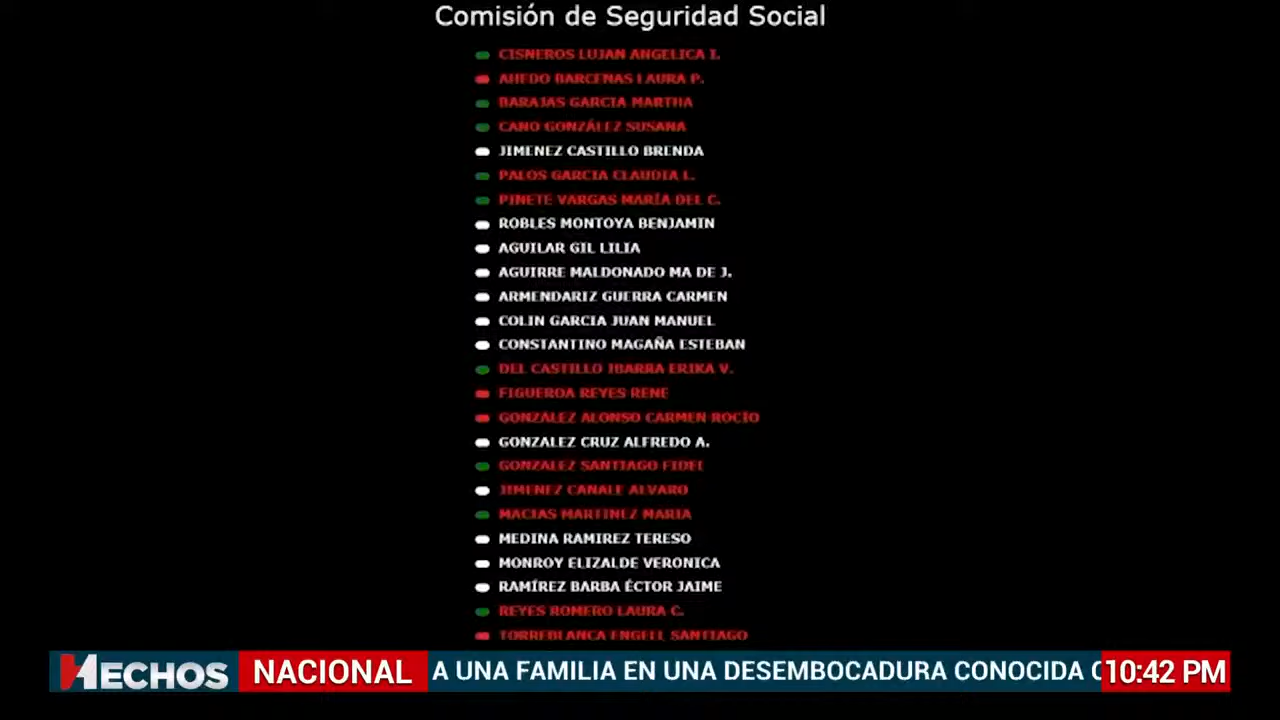 Comisión de Seguridad Social
CISNEROS LUJAN ANGELICA I.
AHEDO BARCENAS LAURA P.
BARAJAS GARCIA MARTHA
CANO GONZÁLEZ SUSANA
JIMENEZ CASTILLO BRENDA
PALOS GARCIA CLAUDIA L.
PINETE VARGAS MARÍA DEL C.
ROBLES MONTOYA BENJAMIN
AGUILAR GIL LILIA
AGUIRRE MALDONADO MA DE J.
ARMENDARIZ GUERRA CARMEN
COLIN GARCIA JUAN MANUEL
CONSTANTINO MAGAÑA ESTEBAN
DEL CASTILLO IBARRA ERIKA V.
FIGUEROA REYES RENE
GONZÁLEZ ALONSO CARMEN ROCÍO
GONZALEZ CRUZ ALFREDO A.
GONZALEZ SANTIAGO FIDEL
JIMENEZ CANALE ALVARO
MACIAS MARTINEZ MARIA
MEDINA RAMIREZ TERESO
MONROY ELIZALDE VERONICA
RAMÍREZ BARBA ÉCTOR JAIME
REYES ROMERO LAURA C.
TORREBLANCA ENGELL SANTIAGO
HECHOS NACIONAL A UNA FAMILIA EN UNA DESEMBOCADURA CONOCIDA 10:42 PM